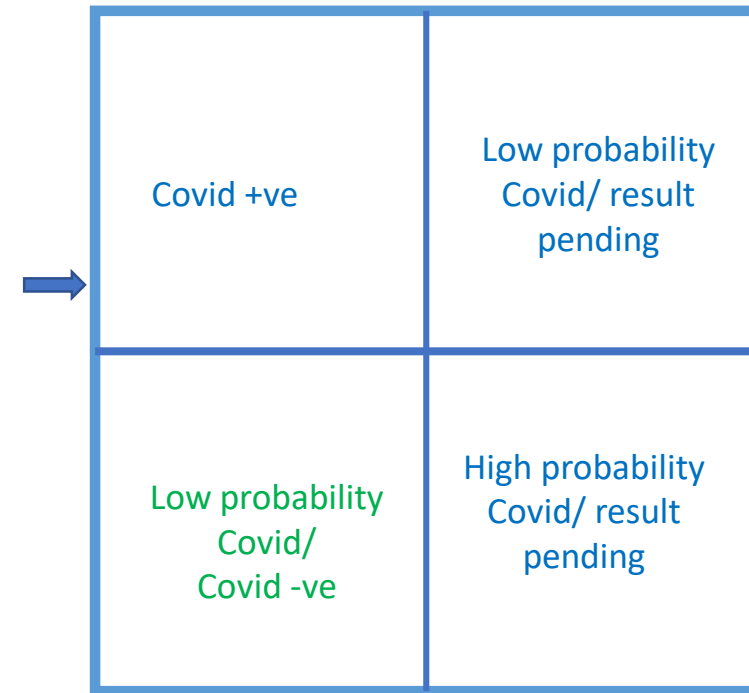 Covid +ve
Low probability
Covid/ result
pending
Low probability
Covid/
Covid -ve
High probability
Covid/ result
pending